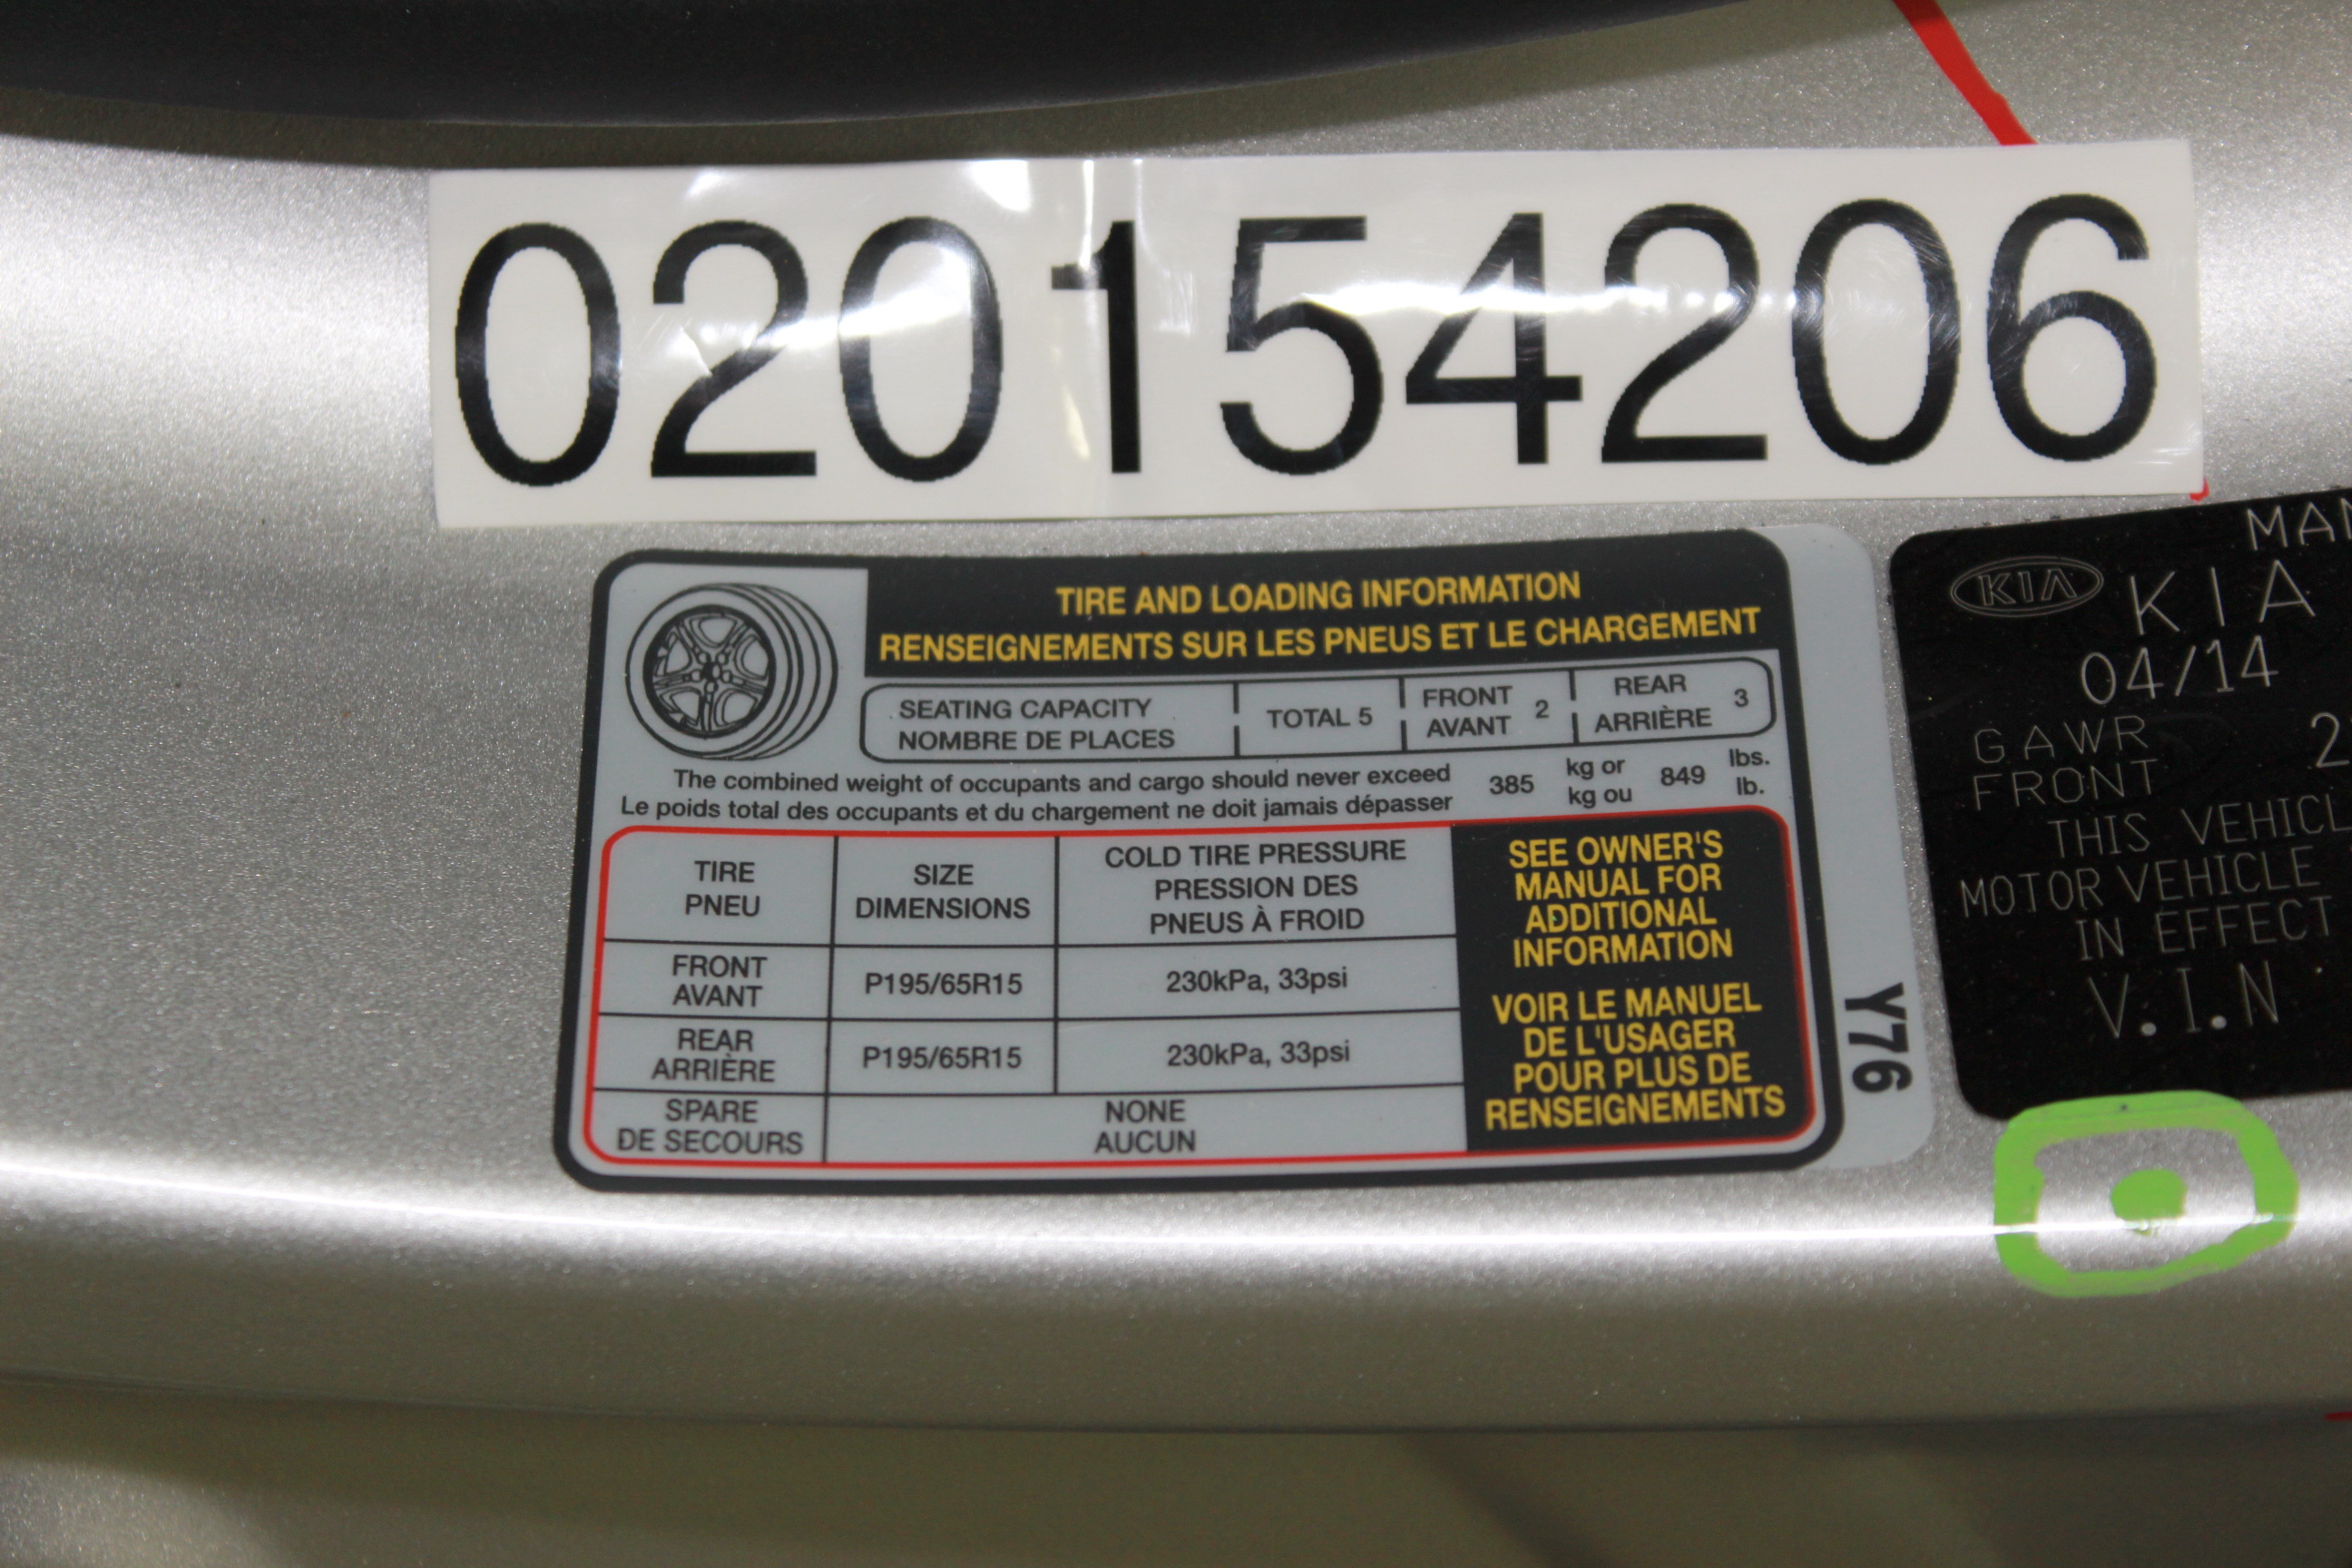 020154206
TIRE AND LOADING INFORMATION
RENSEIGNEMENTS SUR LES PNEUS ET LE CHARGEMENT
SEATING CAPACITY
NOMBRE DE PLACES
TOTAL 5
FRONT
AVANT 2
REAR
ARRIÈRE 3
The combined weight of occupants and cargo should never exceed 385 kg or 849 lbs.
Le poids total des occupants et du chargement ne doit jamais dépasser kg ou lb.
TIRE
PNEU
SIZE
DIMENSIONS
COLD TIRE PRESSURE
PRESSION DES
PNEUS À FROID
FRONT
AVANT
P195/65R15
230kPa, 33psi
REAR
ARRIÈRE
P195/65R15
230kPa, 33psi
SPARE
DE SECOURS
NONE
AUCUN
SEE OWNER'S
MANUAL FOR
ADDITIONAL
INFORMATION
VOIR LE MANUEL
DE L'USAGER
POUR PLUS DE
RENSEIGNEMENTS
Y76
MAN
KIA
KIA
04/14
GAWR
FRONT
2
THIS VEHICL
MOTOR VEHICLE
IN EFFECT
V.I.N